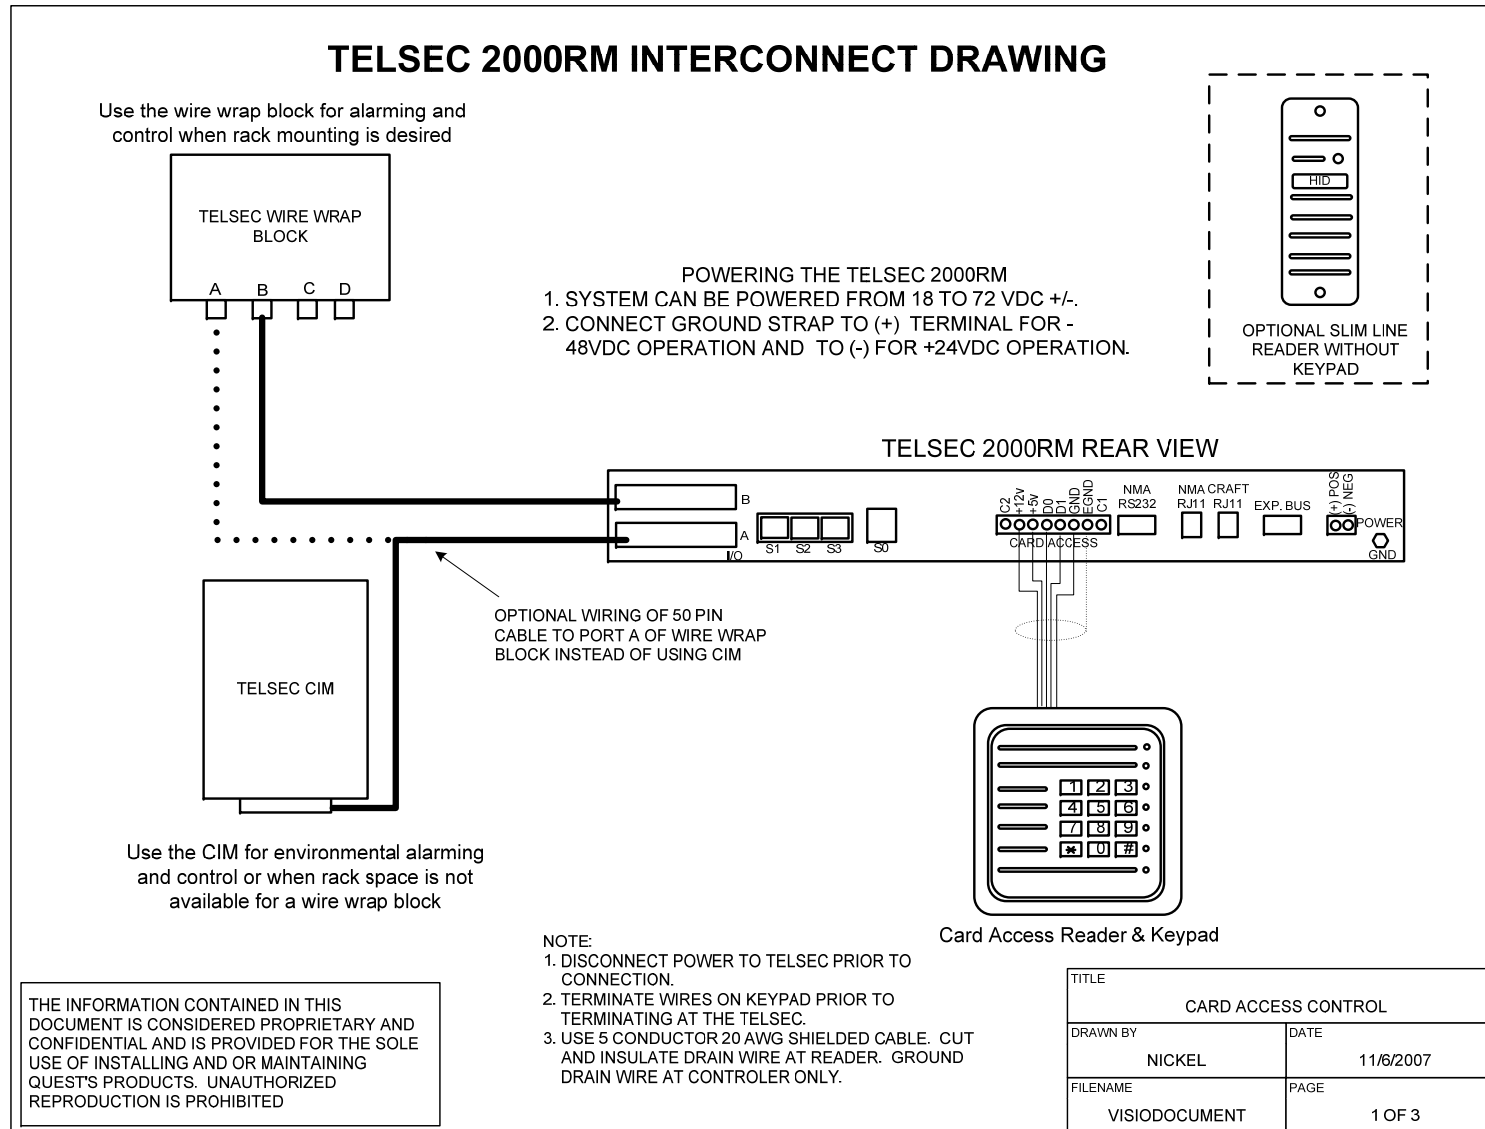 TELSEC 2000RM INTERCONNECT DRAWING
Use the wire wrap block for alarming and
control when rack mounting is desired
TELSEC WIRE WRAP
BLOCK
A B C D
HID
OPTIONAL SLIM LINE
READER WITHOUT
KEYPAD
POWERING THE TELSEC 2000RM
1. SYSTEM CAN BE POWERED FROM 18 TO 72 VDC +/-.
2. CONNECT GROUND STRAP TO (+) TERMINAL FOR -
48VDC OPERATION AND TO (-) FOR +24VDC OPERATION.
TELSEC 2000RM REAR VIEW
B
A
I/O
S1 S2 S3 S0
C2 +12v +5v D0 D1 GND EGND C1
CARD ACCESS
NMA
RS232
NMA
RJ11
CRAFT
RJ11
EXP. BUS
(+) POS
(-) NEG
POWER
GND
OPTIONAL WIRING OF 50 PIN
CABLE TO PORT A OF WIRE WRAP
BLOCK INSTEAD OF USING CIM
TELSEC CIM
Use the CIM for environmental alarming
and control or when rack space is not
available for a wire wrap block
1 2 3
4 5 6
7 8 9
* 0 #
Card Access Reader & Keypad
NOTE:
1. DISCONNECT POWER TO TELSEC PRIOR TO
CONNECTION.
2. TERMINATE WIRES ON KEYPAD PRIOR TO
TERMINATING AT THE TELSEC.
3. USE 5 CONDUCTOR 20 AWG SHIELDED CABLE. CUT
AND INSULATE DRAIN WIRE AT READER. GROUND
DRAIN WIRE AT CONTROLER ONLY.
THE INFORMATION CONTAINED IN THIS
DOCUMENT IS CONSIDERED PROPRIETARY AND
CONFIDENTIAL AND IS PROVIDED FOR THE SOLE
USE OF INSTALLING AND OR MAINTAINING
QUEST'S PRODUCTS. UNAUTHORIZED
REPRODUCTION IS PROHIBITED
TITLE
CARD ACCESS CONTROL
DRAWN BY
NICKEL
DATE
11/6/2007
FILENAME
VISIODOCUMENT
PAGE
1 OF 3